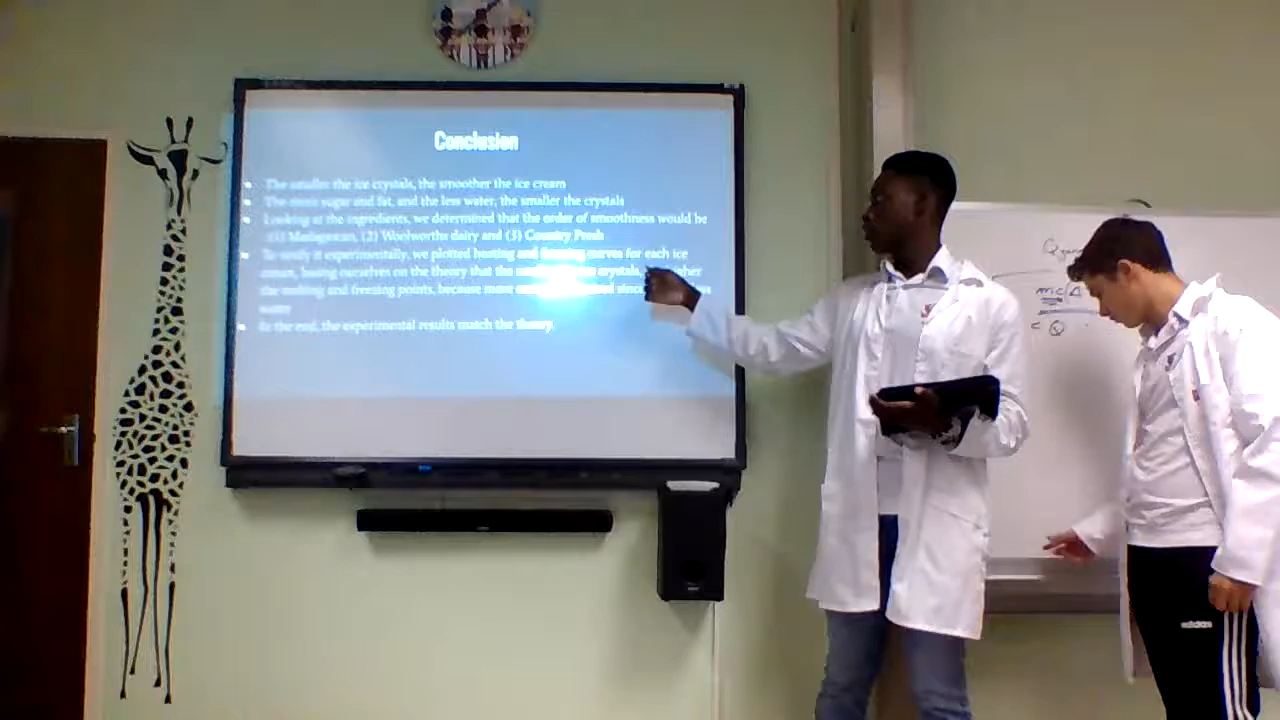 Conclusion
The smaller the ice crystals, the smoother the ice cream
The more sugar and fat, and the less water, the smaller the crystals
Looking at the ingredients, we determined that the order of smoothness would be
(1) Madagascan, (2) Woolworths dairy and (3) Country Fresh
To verify it experimentally, we plotted heating and freezing curves for each ice
cream, basing ourselves on the theory that the crystals,
the melting and freezing points, because more
water
In the end, the experimental results match the theory.
mc Δ
Q
adidas